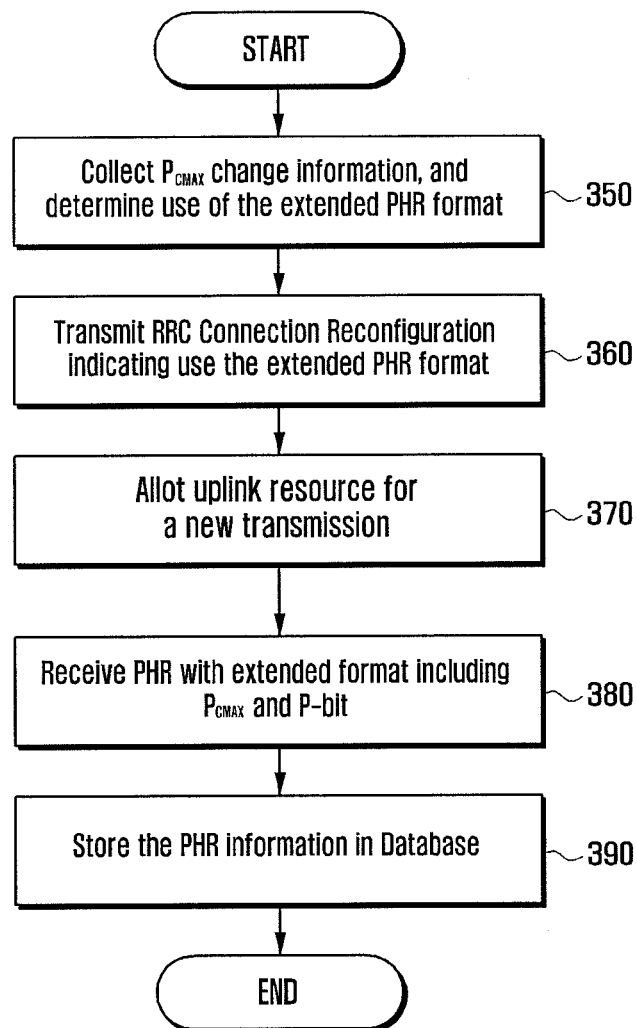 START
Collect PCMAX change information, and
determine use of the extended PHR format
350
Transmit RRC Connection Reconfiguration
indicating use the extended PHR format
360
Allot uplink resource for
a new transmission
370
Receive PHR with extended format including
PCMAX and P-bit
380
Store the PHR information in Database
390
END